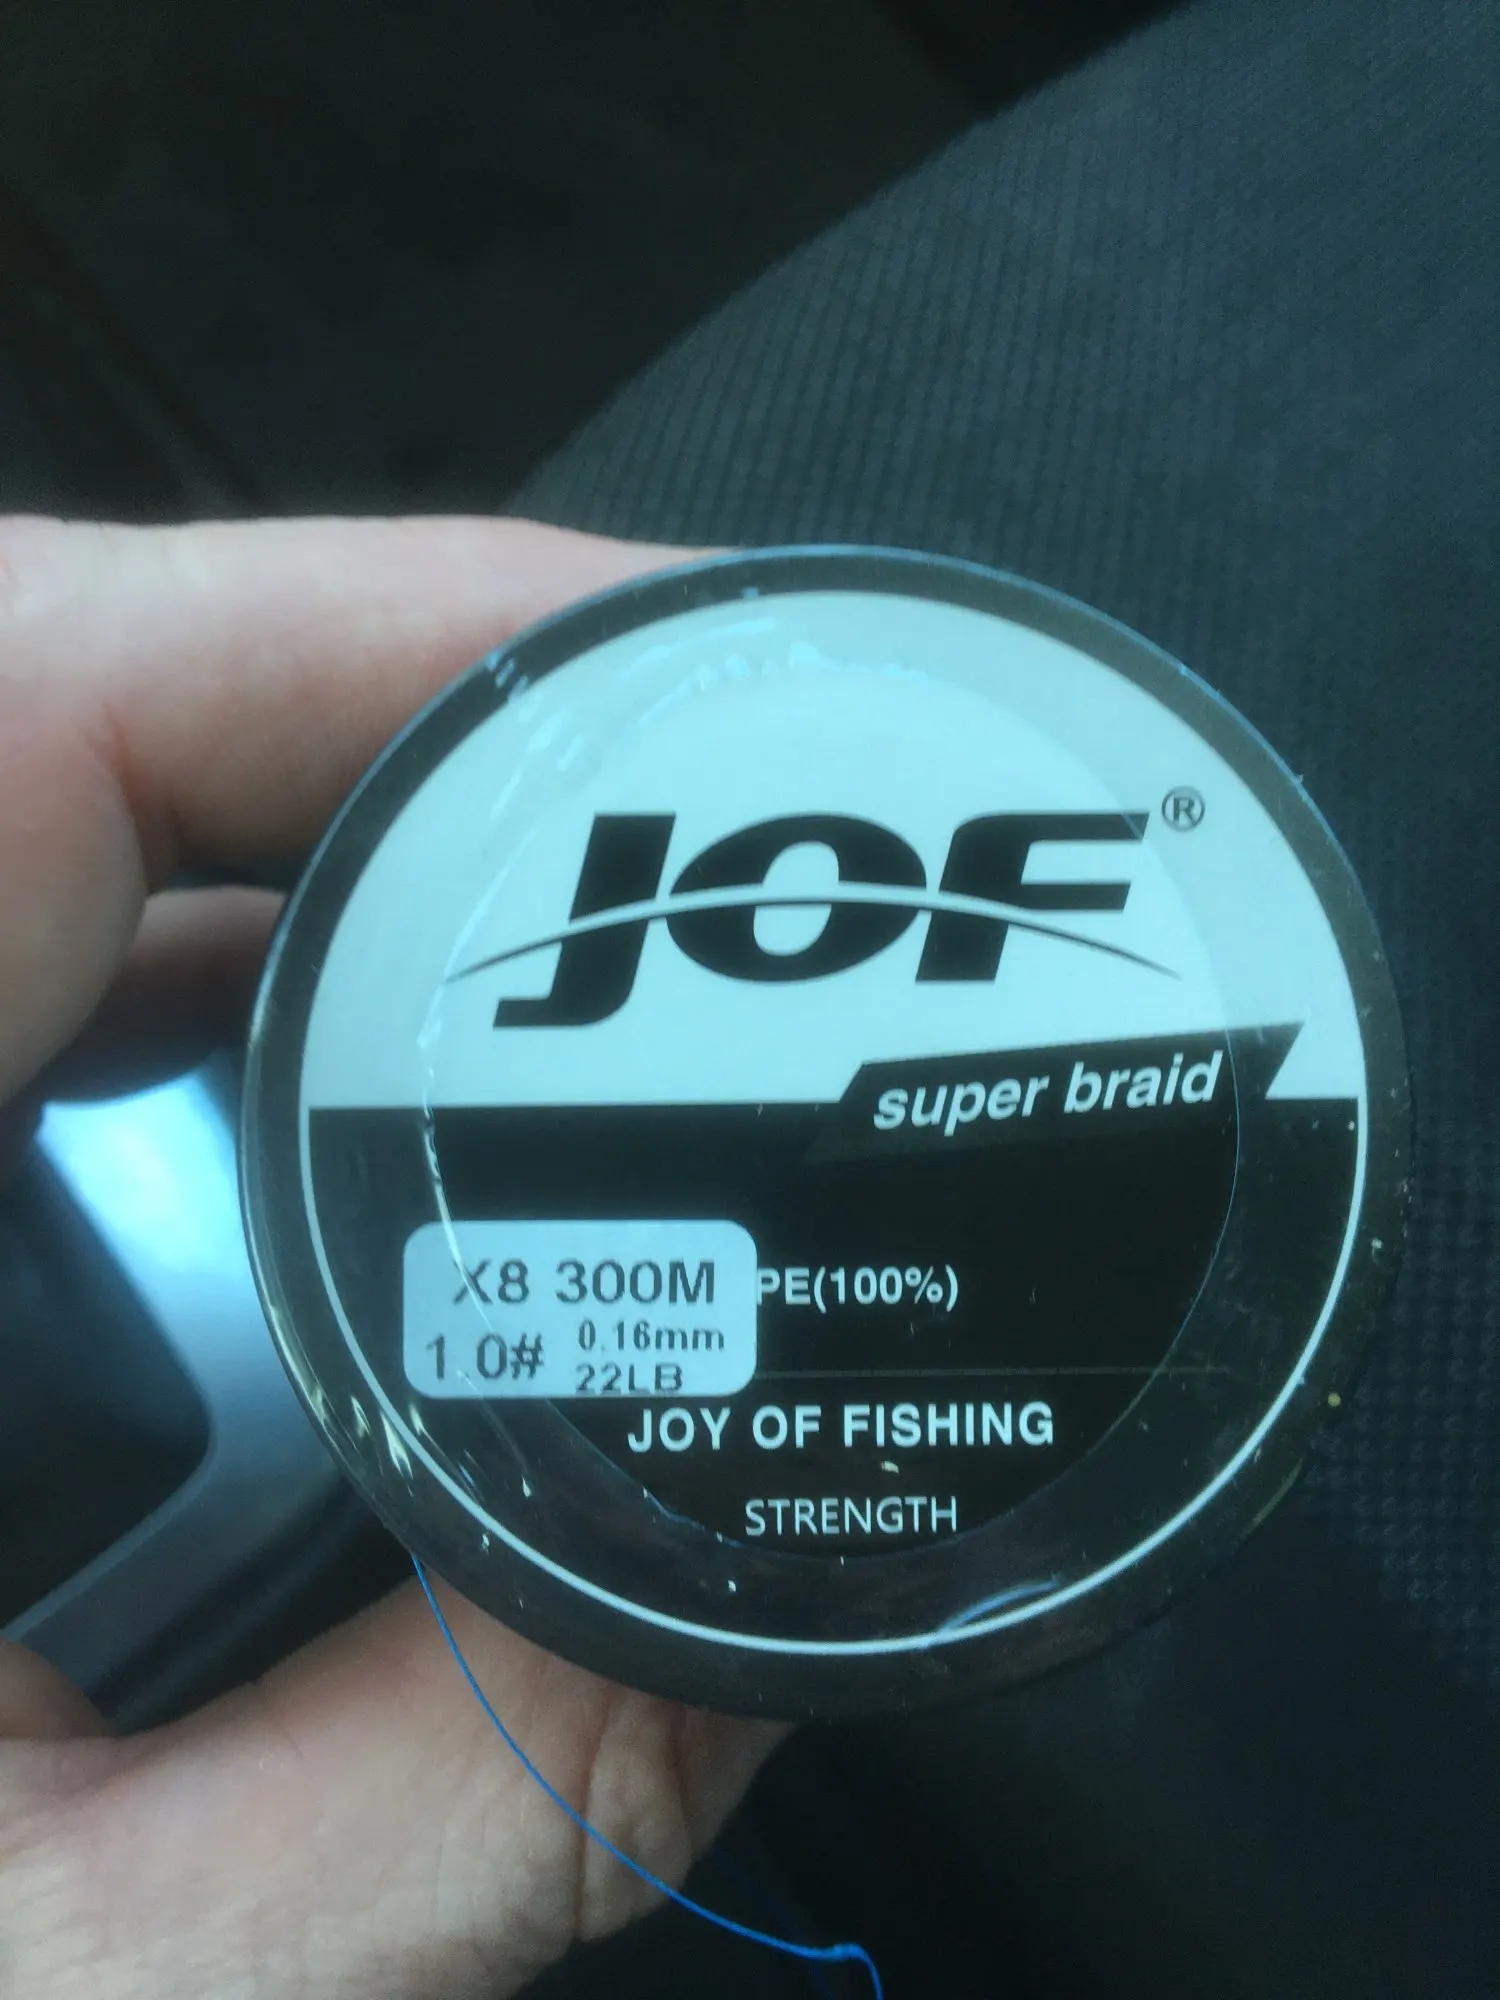 JOF®
super braid
X8 300M
PE(100%)
1.0# 0.16mm
22LB
JOY OF FISHING
STRENGTH